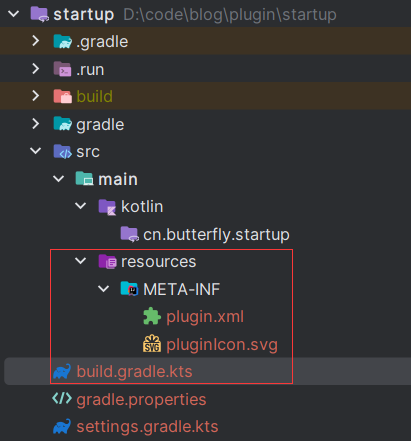 startup D:\code\blog\plugin\startup
.gradle
.run
build
gradle
src
main
kotlin
cn.butterfly.startup
resources
META-INF
plugin.xml
SVG pluginIcon.svg
build.gradle.kts
gradle.properties
settings.gradle.kts